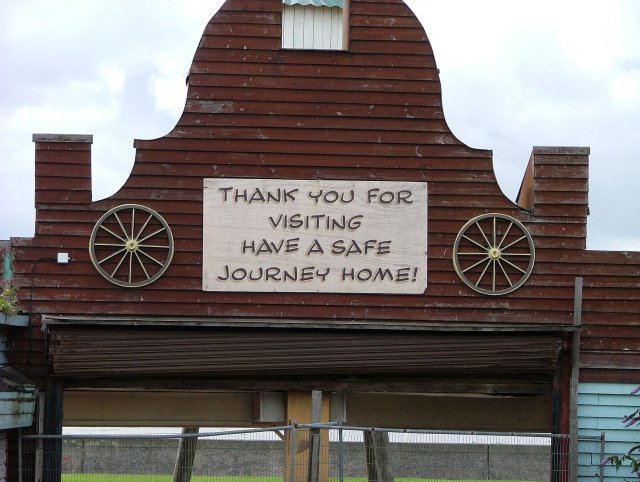 THANK YOU FOR
VISITING
HAVE A SAFE
JOURNEY HOME!